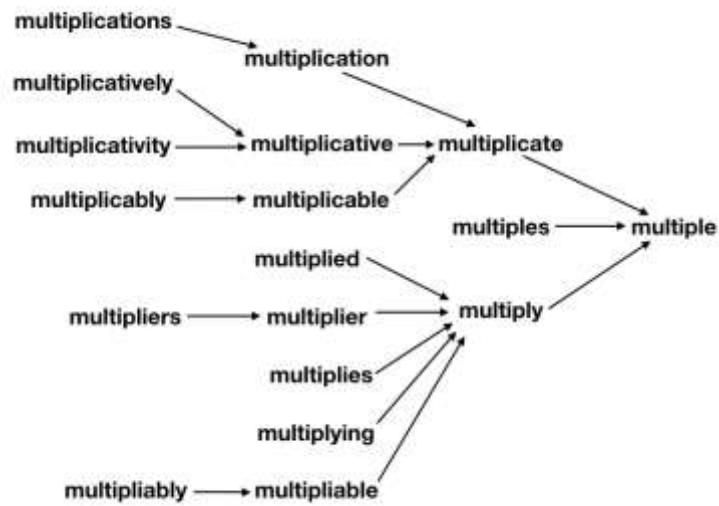 multiplications
multiplication
multiplicatively
multiplicativity
multiplicative
multiplicate
multiplicably
multiplicable
multiples
multiple
multiplied
multipliers
multiplier
multiply
multiplies
multiplying
multipliably
multipliable